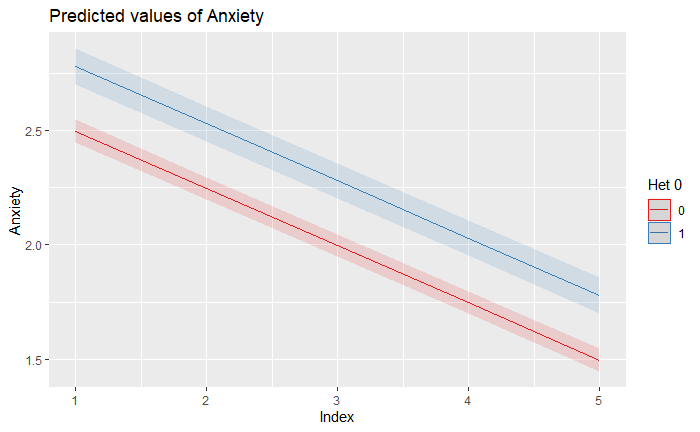 Predicted values of Anxiety
2.5
2.0
1.5
Anxiety
1 2 3 4 5
Index
Het 0
0
1